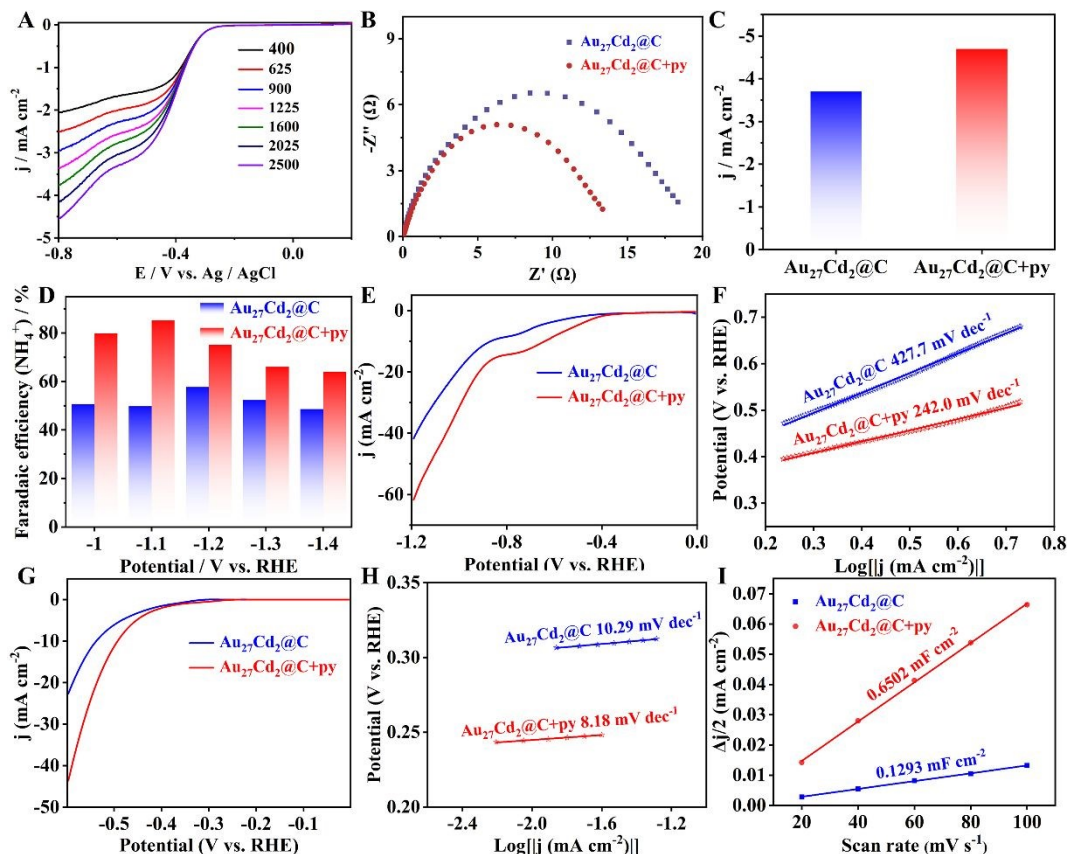 A
0
-1
-2
-3
-4
-5
j / mA cm⁻²
400
625
900
1225
1600
2025
2500
-0.8
-0.4
0.0
E / V vs. Ag / AgCl
B
9
6
3
0
-Z'' (Ω)
Au₂₇Cd₂@C
Au₂₇Cd₂@C+py
0
5
10
15
20
Z' (Ω)
C
-5
-4
-3
-2
-1
0
j / mA cm⁻²
Au₂₇Cd₂@C
Au₂₇Cd₂@C+py
D
80
60
40
20
0
Faradaic efficiency (NH₄⁺) / %
Au₂₇Cd₂@C
Au₂₇Cd₂@C+py
-1
-1.1
-1.2
-1.3
-1.4
Potential / V vs. RHE
E
0
-20
-40
-60
j (mA cm⁻²)
Au₂₇Cd₂@C
Au₂₇Cd₂@C+py
-1.2
-0.8
-0.4
0.0
Potential (V vs. RHE)
F
0.7
0.6
0.5
0.4
0.3
Potential (V vs. RHE)
Au₂₇Cd₂@C 427.7 mV dec⁻¹
Au₂₇Cd₂@C+py 242.0 mV dec⁻¹
0.2
0.3
0.4
0.5
0.6
0.7
0.8
Log[|j (mA cm⁻²)|]
G
0
-10
-20
-30
-40
-50
j (mA cm⁻²)
Au₂₇Cd₂@C
Au₂₇Cd₂@C+py
-0.5
-0.4
-0.3
-0.2
-0.1
Potential (V vs. RHE)
H
0.35
0.30
0.25
0.20
Potential (V vs. RHE)
Au₂₇Cd₂@C 10.29 mV dec⁻¹
Au₂₇Cd₂@C+py 8.18 mV dec⁻¹
-2.4
-2.0
-1.6
-1.2
Log[|j (mA cm⁻²)|]
I
0.07
0.06
0.05
0.04
0.03
0.02
0.01
0.00
Δj/2 (mA cm⁻²)
Au₂₇Cd₂@C
Au₂₇Cd₂@C+py
0.6502 mF cm⁻²
0.1293 mF cm⁻²
20
40
60
80
100
Scan rate (mV s⁻¹)